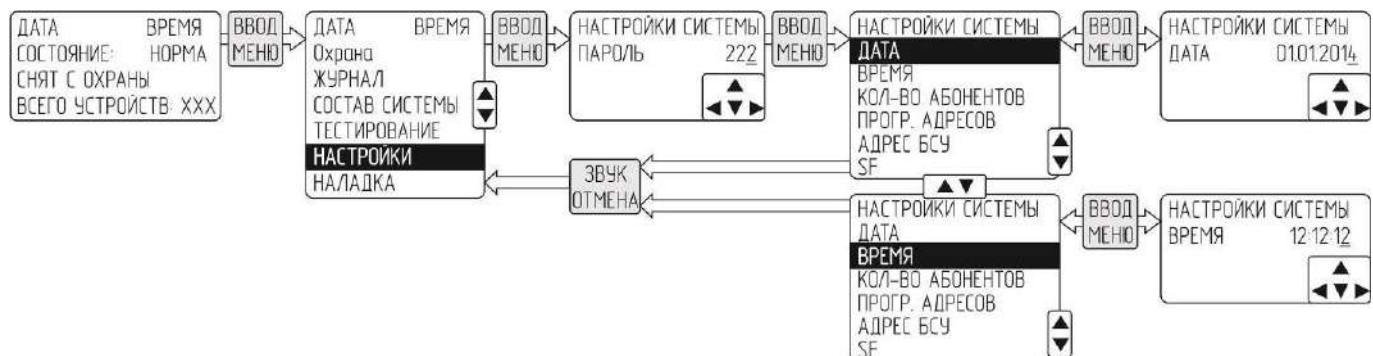 ДАТА ВРЕМЯ
СОСТОЯНИЕ: НОРМА
СНЯТ С ОХРАНЫ
ВСЕГО УСТРОЙСТВ: XXX
ВВОД
МЕНЮ
ДАТА ВРЕМЯ
Охрана
ЖУРНАЛ
СОСТАВ СИСТЕМЫ
ТЕСТИРОВАНИЕ
НАСТРОЙКИ
НАЛАДКА
ВВОД
МЕНЮ
НАСТРОЙКИ СИСТЕМЫ
ПАРОЛЬ 222
ВВОД
МЕНЮ
НАСТРОЙКИ СИСТЕМЫ
ДАТА
ВРЕМЯ
КОЛ-ВО АБОНЕНТОВ
ПРОГР. АДРЕСОВ
АДРЕС БСУ
SF
ВВОД
МЕНЮ
НАСТРОЙКИ СИСТЕМЫ
ДАТА 01.01.2014
ЗВУК
ОТМЕНА
НАСТРОЙКИ СИСТЕМЫ
ДАТА
ВРЕМЯ
КОЛ-ВО АБОНЕНТОВ
ПРОГР. АДРЕСОВ
АДРЕС БСУ
SF
ВВОД
МЕНЮ
НАСТРОЙКИ СИСТЕМЫ
ВРЕМЯ 12:12:12